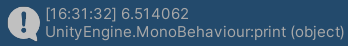 [16:31:32] 6.514062
UnityEngine.MonoBehaviour:print (object)